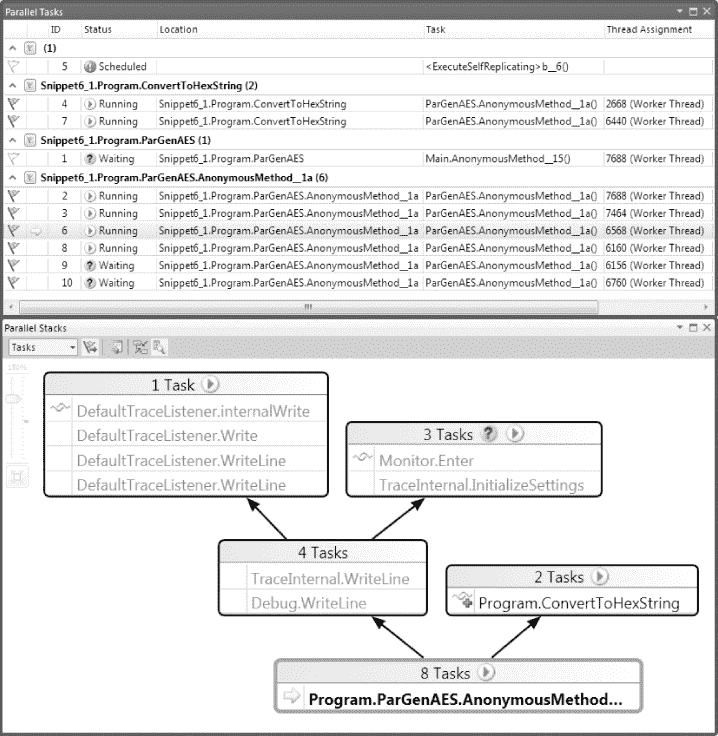 Parallel Tasks
ID Status Location Task Thread Assignment
(1)
5 Scheduled <ExecuteSelfReplicating>b__6()
Snippet6_1.Program.ConvertToHexString (2)
4 Running Snippet6_1.Program.ConvertToHexString ParGenAES.AnonymousMethod__1a() 2668 (Worker Thread)
7 Running Snippet6_1.Program.ConvertToHexString ParGenAES.AnonymousMethod__1a() 6440 (Worker Thread)
Snippet6_1.Program.ParGenAES (1)
1 Waiting Snippet6_1.Program.ParGenAES Main.AnonymousMethod__15() 7688 (Worker Thread)
Snippet6_1.Program.ParGenAES.AnonymousMethod__1a (6)
2 Running Snippet6_1.Program.ParGenAES.AnonymousMethod__1a ParGenAES.AnonymousMethod__1a() 7688 (Worker Thread)
3 Running Snippet6_1.Program.ParGenAES.AnonymousMethod__1a ParGenAES.AnonymousMethod__1a() 7464 (Worker Thread)
6 Running Snippet6_1.Program.ParGenAES.AnonymousMethod__1a ParGenAES.AnonymousMethod__1a() 6568 (Worker Thread)
8 Running Snippet6_1.Program.ParGenAES.AnonymousMethod__1a ParGenAES.AnonymousMethod__1a() 6160 (Worker Thread)
9 Waiting Snippet6_1.Program.ParGenAES.AnonymousMethod__1a ParGenAES.AnonymousMethod__1a() 6156 (Worker Thread)
10 Waiting Snippet6_1.Program.ParGenAES.AnonymousMethod__1a ParGenAES.AnonymousMethod__1a() 6760 (Worker Thread)
Parallel Stacks
Tasks
1 Task
DefaultTraceListener.internalWrite
DefaultTraceListener.Write
DefaultTraceListener.WriteLine
DefaultTraceListener.WriteLine
3 Tasks
Monitor.Enter
TraceInternal.InitializeSettings
4 Tasks
TraceInternal.WriteLine
Debug.WriteLine
2 Tasks
Program.ConvertToHexString
8 Tasks
Program.ParGenAES.AnonymousMethod...